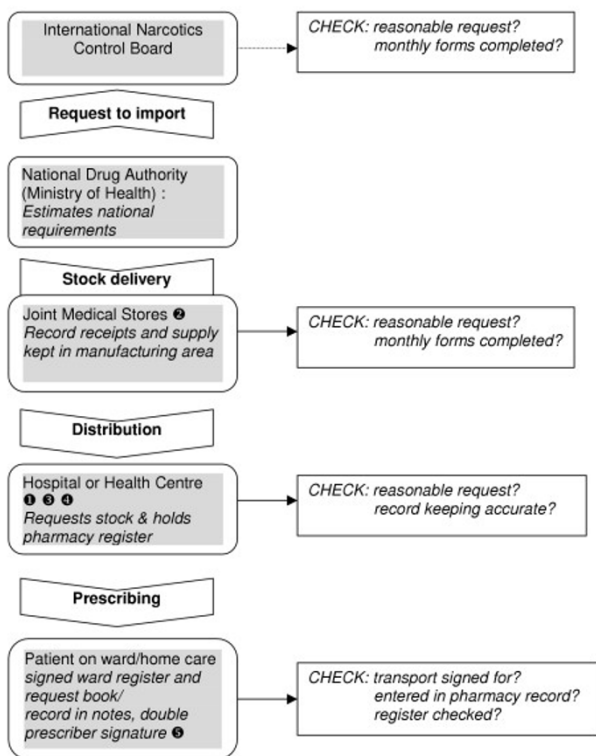 International Narcotics
Control Board
CHECK: reasonable request?
monthly forms completed?
Request to import
National Drug Authority
(Ministry of Health) :
Estimates national
requirements
Stock delivery
Joint Medical Stores ❷
Record receipts and supply
kept in manufacturing area
CHECK: reasonable request?
monthly forms completed?
Distribution
Hospital or Health Centre
❶ ❸ ❹
Requests stock & holds
pharmacy register
CHECK: reasonable request?
record keeping accurate?
Prescribing
Patient on ward/home care
signed ward register and
request book/
record in notes, double
prescriber signature ❺
CHECK: transport signed for?
entered in pharmacy record?
register checked?